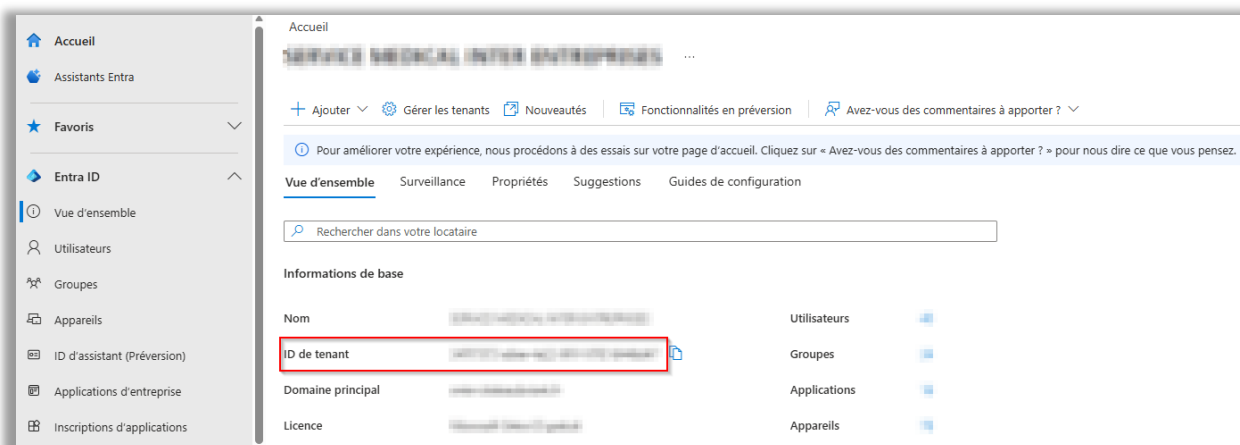 Accueil
Assistants Entra
Favoris
Entra ID
Vue d'ensemble
Utilisateurs
Groupes
Appareils
ID d'assistant (Préversion)
Applications d'entreprise
Inscriptions d'applications
Accueil
...
Ajouter Gérer les tenants Nouveautés Fonctionnalités en préversion Avez-vous des commentaires à apporter ?
Pour améliorer votre expérience, nous procédons à des essais sur votre page d'accueil. Cliquez sur « Avez-vous des commentaires à apporter ? » pour nous dire ce que vous pensez.
Vue d'ensemble Surveillance Propriétés Suggestions Guides de configuration
Rechercher dans votre locataire
Informations de base
Nom Utilisateurs
ID de tenant Groupes
Domaine principal Applications
Licence Appareils